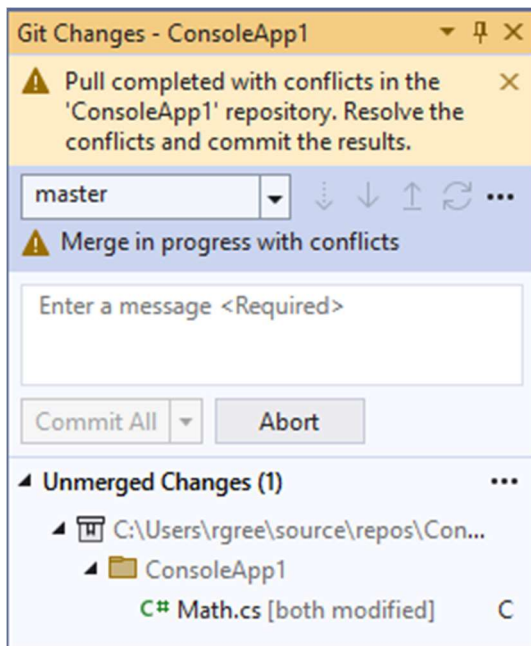 Git Changes - ConsoleApp1
Pull completed with conflicts in the
'ConsoleApp1' repository. Resolve the
conflicts and commit the results.
master
Merge in progress with conflicts
Enter a message <Required>
Commit All
Abort
Unmerged Changes (1)
C:\Users\rgree\source\repos\Con...
ConsoleApp1
C# Math.cs [both modified] C